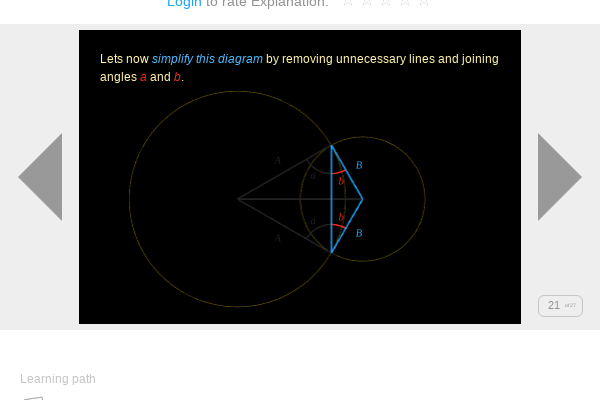 Login to rate Explanation:
Lets now simplify this diagram by removing unnecessary lines and joining
angles a and b.
A
B
a
b
b
a
A
B
21 of 27
Learning path